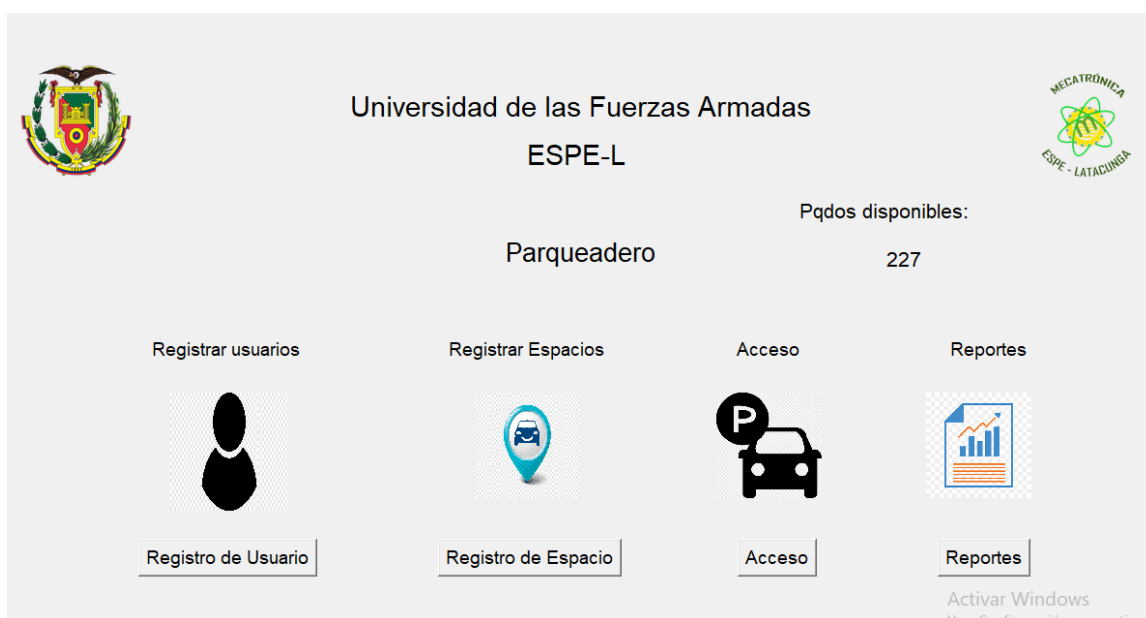 Universidad de las Fuerzas Armadas
ESPE-L
MECATRÓNICA
ESPE - LATACUNGA
Pqdos disponibles:
Parqueadero
227
Registrar usuarios
Registrar Espacios
Acceso
Reportes
P
Registro de Usuario
Registro de Espacio
Acceso
Reportes
Activar Windows